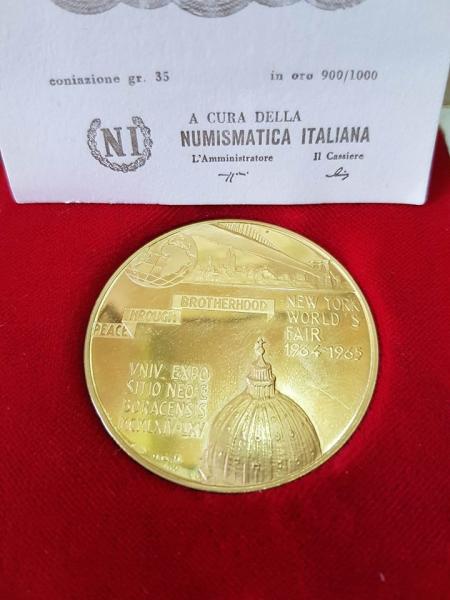 coniazione gr. 35 in oro 900/1000
NI
A CURA DELLA
NUMISMATICA ITALIANA
L'Amministratore Il Cassiere
BROTHERHOOD
THROUGH
PEACE
NEW YORK
WORLD'S
FAIR
1964-1965
VNIV. EXPO
SITIO NEO-E
BORACENSIS